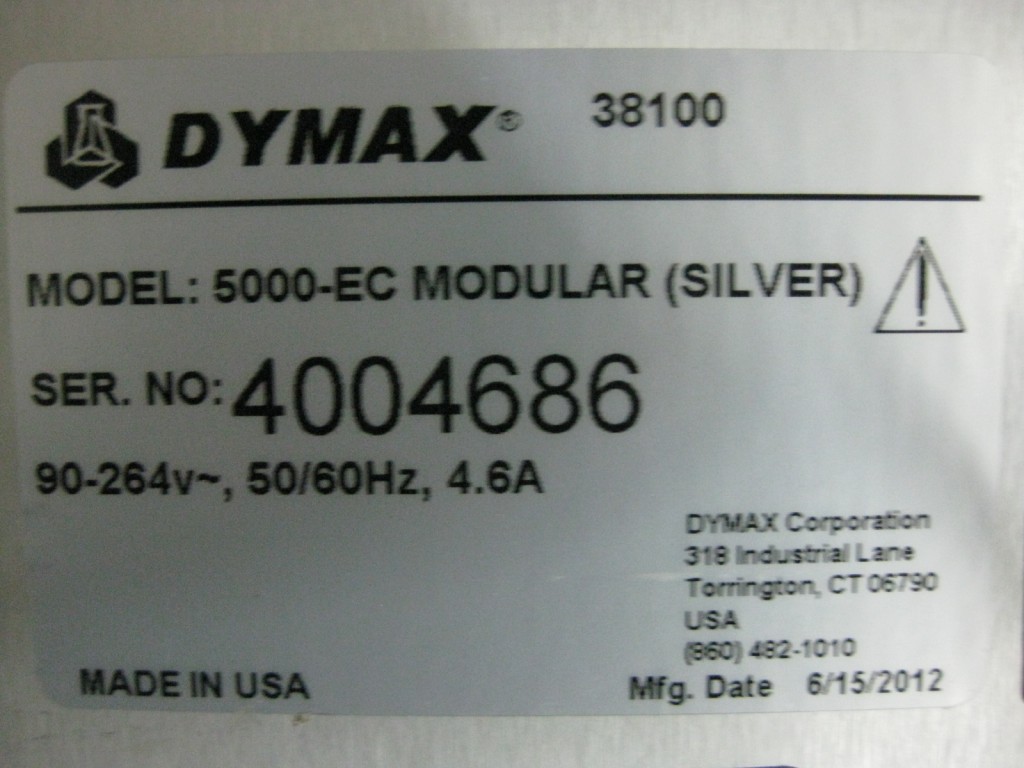 DYMAX® 38100
MODEL: 5000-EC MODULAR (SILVER)
SER. NO: 4004686
90-264v~, 50/60Hz, 4.6A
DYMAX Corporation
318 Industrial Lane
Torrington, CT 06790
USA
(860) 482-1010
MADE IN USA
Mfg. Date 6/15/2012